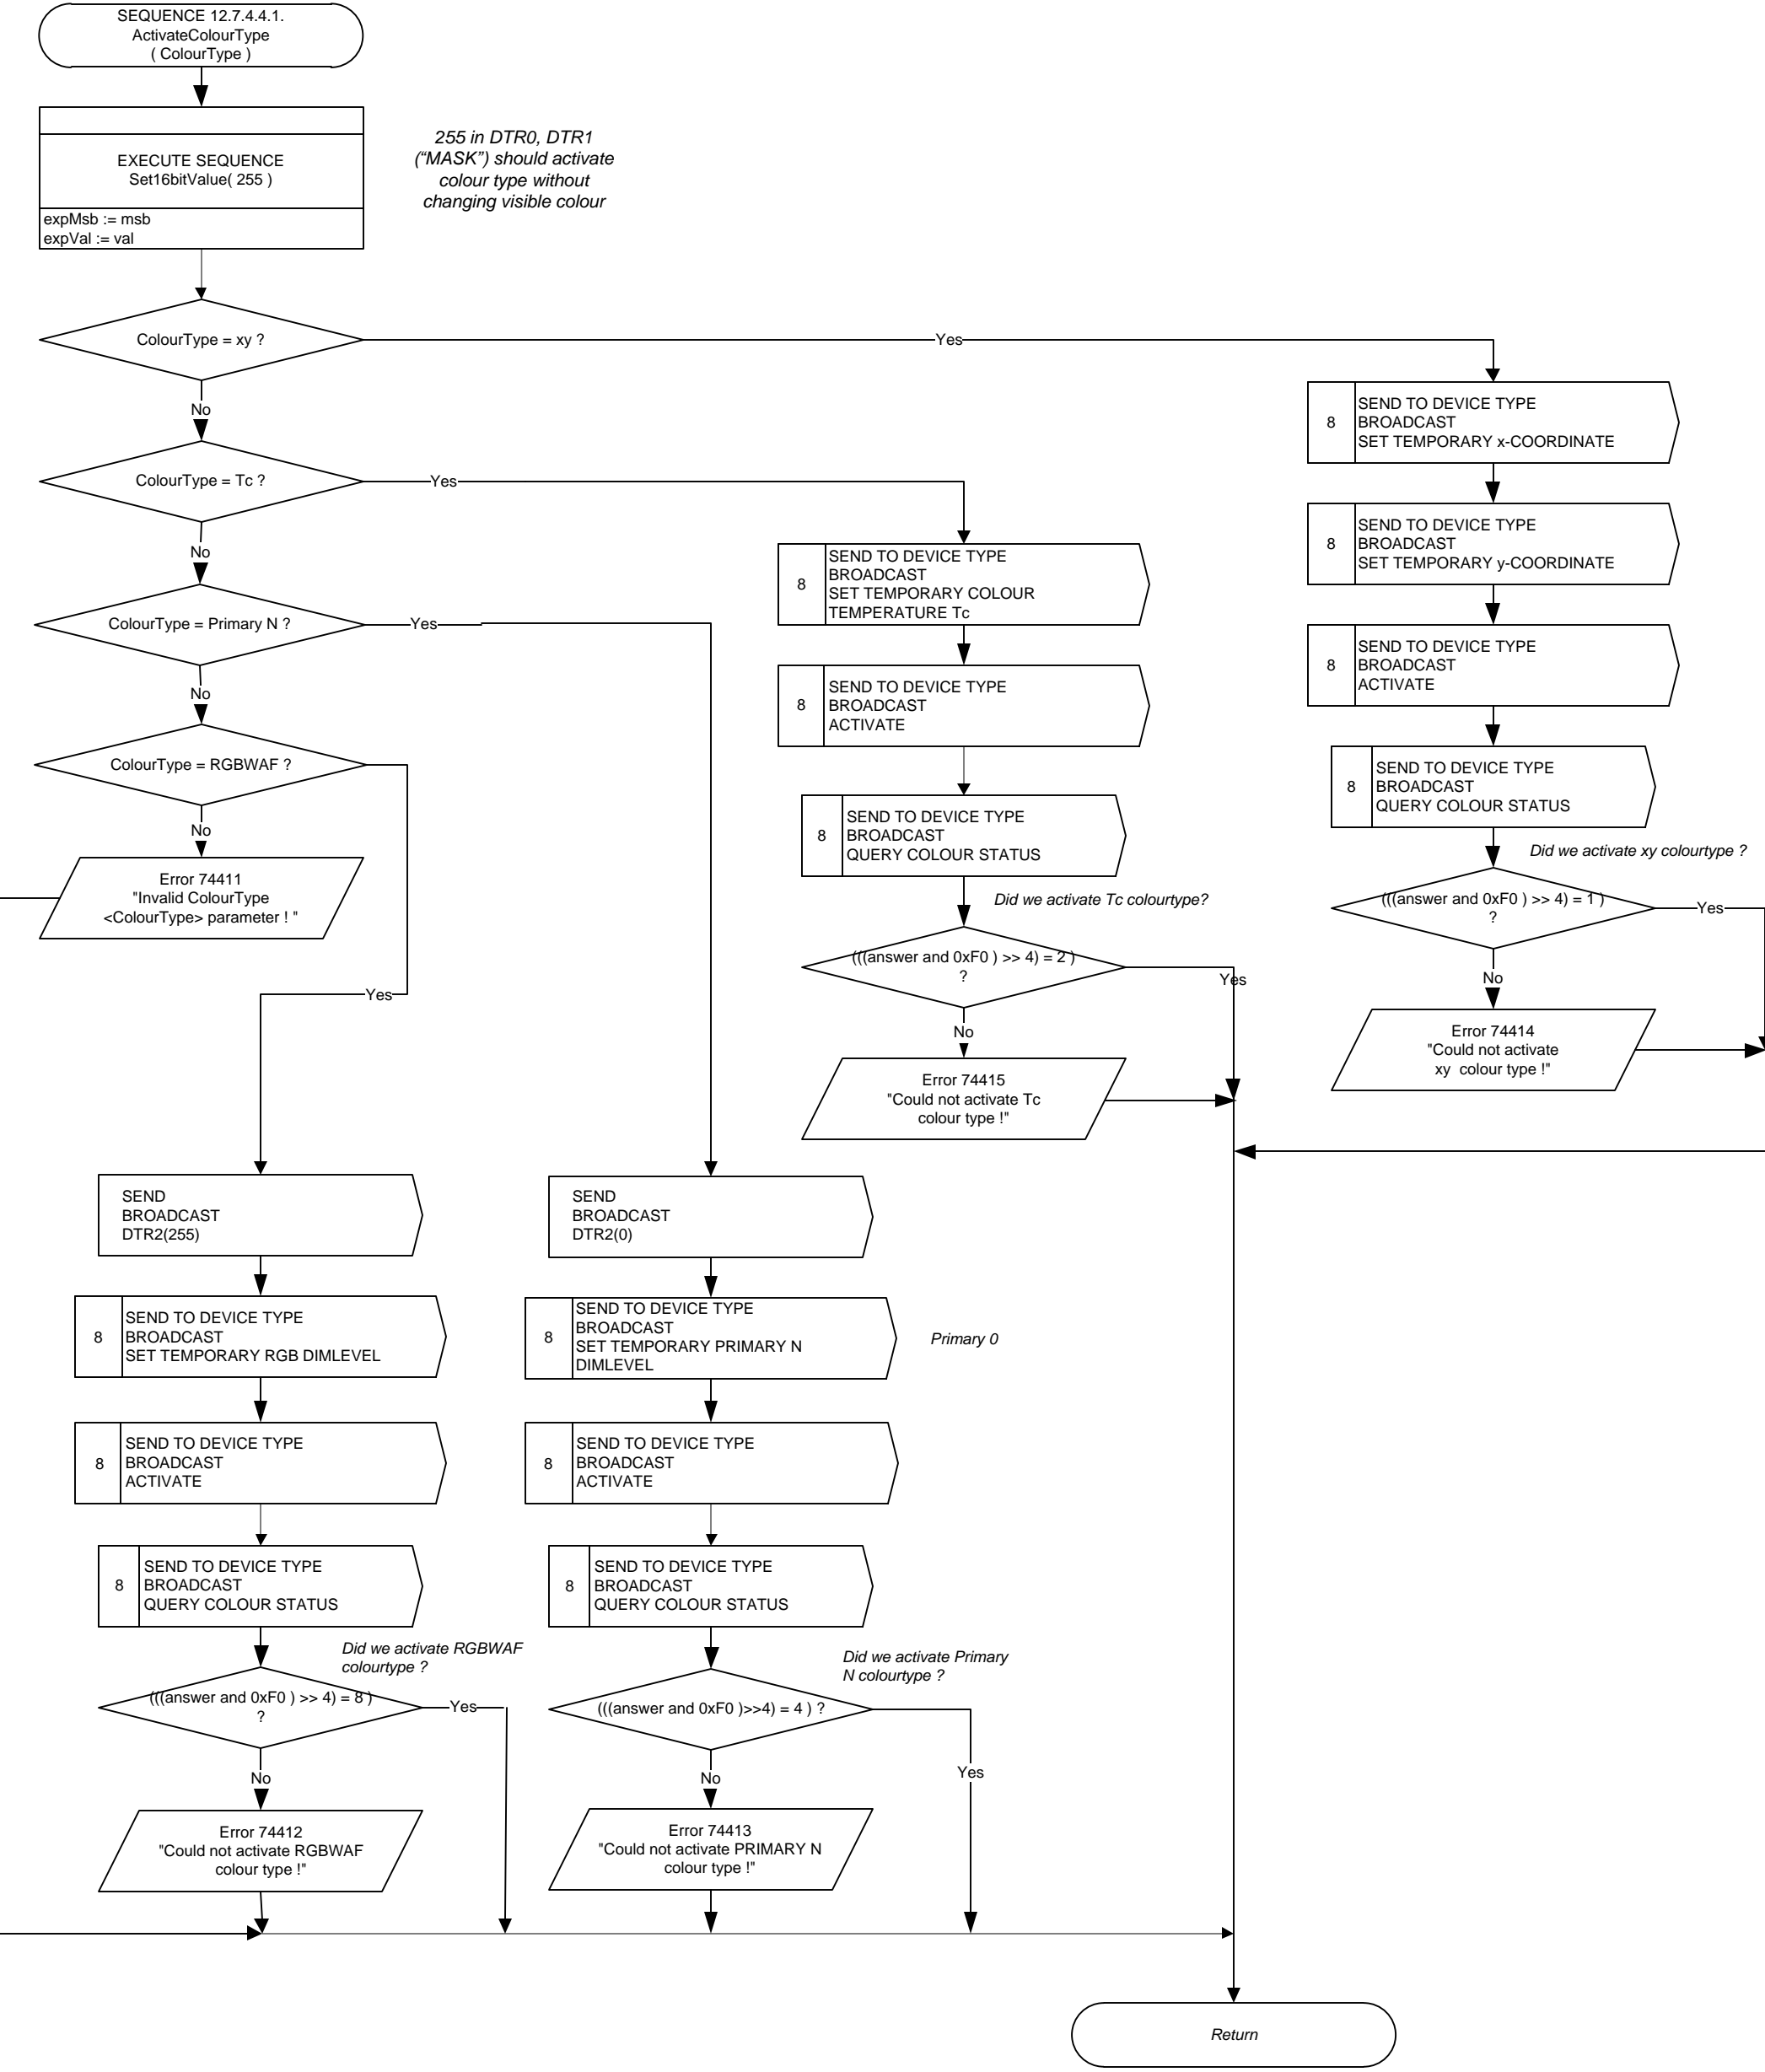 SEQUENCE 12.7.4.4.1.
ActivateColourType
( ColourType )
EXECUTE SEQUENCE
Set16bitValue( 255 )
expMsb := msb
expVal := val
255 in DTR0, DTR1
(“MASK”) should activate
colour type without
changing visible colour
ColourType = xy ?
Yes
No
ColourType = Tc ?
Yes
No
ColourType = Primary N ?
Yes
No
ColourType = RGBWAF ?
No
Error 74411
"Invalid ColourType
<ColourType> parameter ! "
Yes
8
SEND TO DEVICE TYPE
BROADCAST
SET TEMPORARY x-COORDINATE
8
SEND TO DEVICE TYPE
BROADCAST
SET TEMPORARY y-COORDINATE
8
SEND TO DEVICE TYPE
BROADCAST
ACTIVATE
8
SEND TO DEVICE TYPE
BROADCAST
QUERY COLOUR STATUS
Did we activate xy colourtype ?
(((answer and 0xF0 ) >> 4) = 1 )
?
Yes
No
Error 74414
"Could not activate
xy  colour type !"
8
SEND TO DEVICE TYPE
BROADCAST
SET TEMPORARY COLOUR
TEMPERATURE Tc
8
SEND TO DEVICE TYPE
BROADCAST
ACTIVATE
8
SEND TO DEVICE TYPE
BROADCAST
QUERY COLOUR STATUS
Did we activate Tc colourtype?
(((answer and 0xF0 ) >> 4) = 2 )
?
Yes
No
Error 74415
"Could not activate Tc
colour type !"
SEND
BROADCAST
DTR2(255)
8
SEND TO DEVICE TYPE
BROADCAST
SET TEMPORARY RGB DIMLEVEL
8
SEND TO DEVICE TYPE
BROADCAST
ACTIVATE
8
SEND TO DEVICE TYPE
BROADCAST
QUERY COLOUR STATUS
Did we activate RGBWAF
colourtype ?
(((answer and 0xF0 ) >> 4) = 8 )
?
Yes
No
Error 74412
"Could not activate RGBWAF
colour type !"
SEND
BROADCAST
DTR2(0)
8
SEND TO DEVICE TYPE
BROADCAST
SET TEMPORARY PRIMARY N
DIMLEVEL
Primary 0
8
SEND TO DEVICE TYPE
BROADCAST
ACTIVATE
8
SEND TO DEVICE TYPE
BROADCAST
QUERY COLOUR STATUS
Did we activate Primary
N colourtype ?
(((answer and 0xF0 )>>4) = 4 ) ?
Yes
No
Error 74413
"Could not activate PRIMARY N
colour type !"
Return